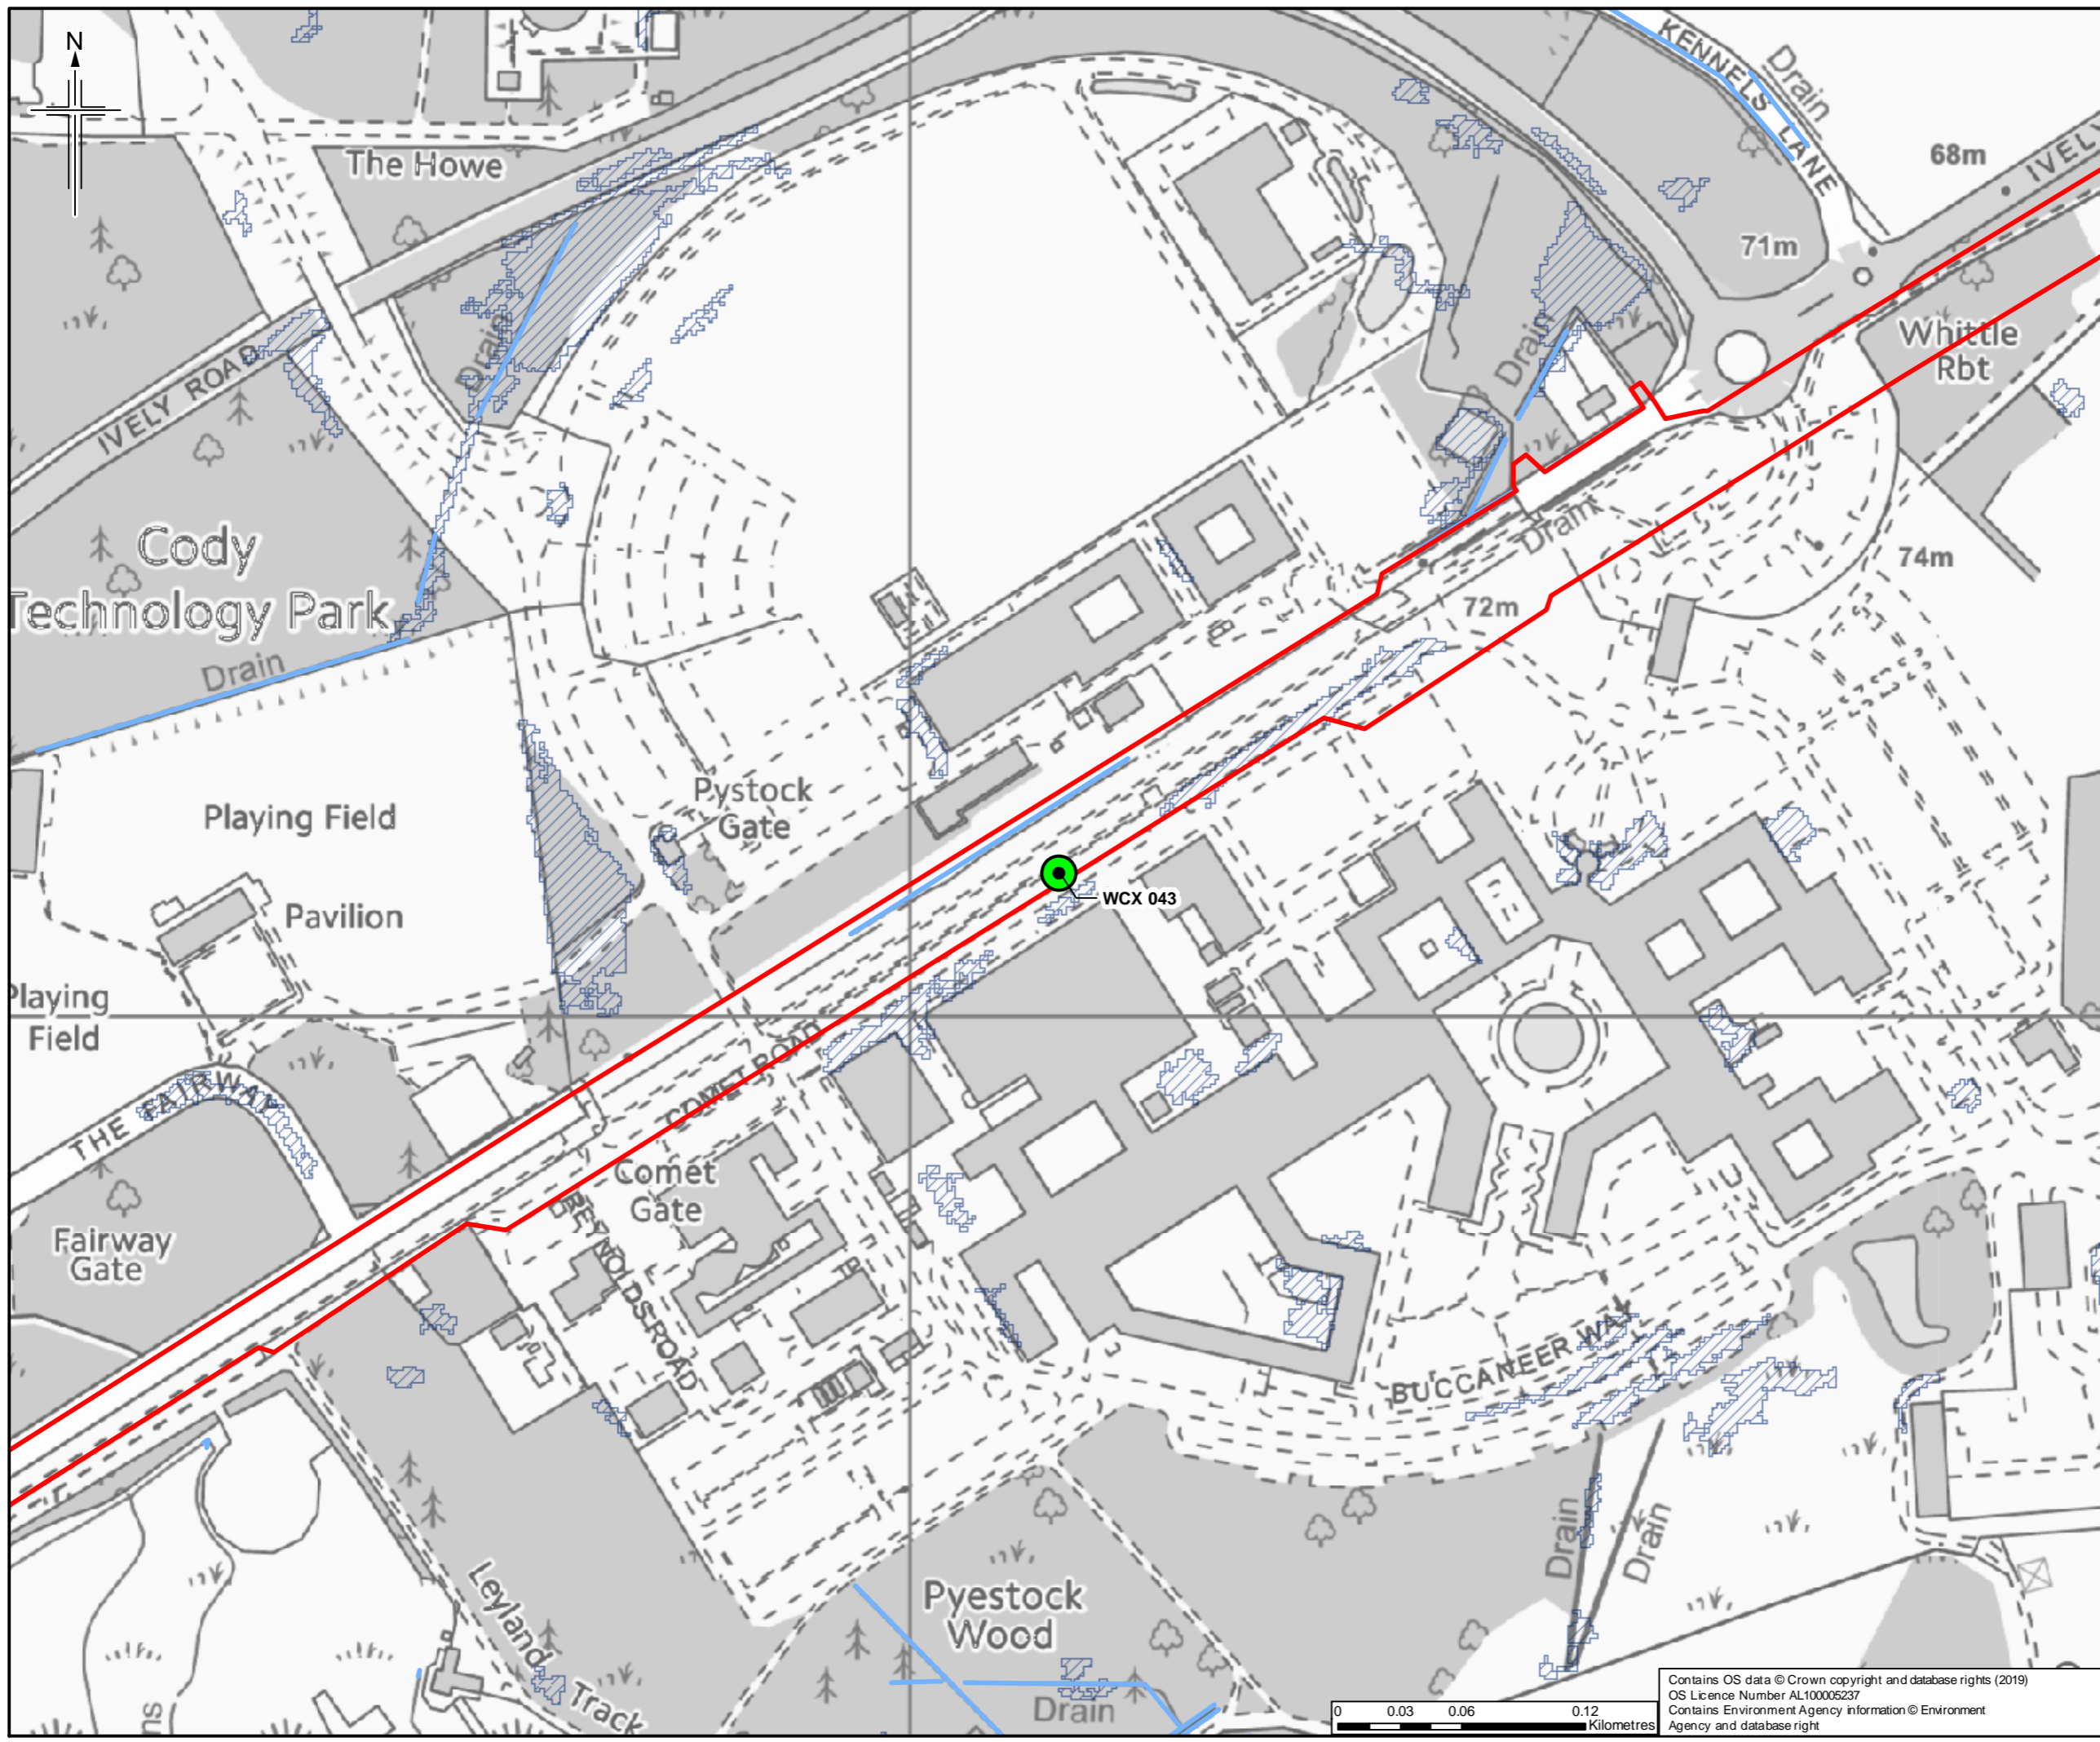 N
KENNELS LANE
Drain
68m
IVELY
The Howe
71m
Whittle
Rbt
Drain
Drain
IVELY ROAD
Cody
Technology Park
Drain
Drain
74m
72m
Playing Field
Pystock
Gate
Pavilion
WCX 043
Playing
Field
COMET ROAD
THE FAIRWAY
Comet
Gate
Fairway
Gate
REYNOLDS ROAD
BUCCANEER WAY
Drain
Drain
Leyland Track
Pyestock
Wood
Drain
ns
0 0.03 0.06 0.12
Kilometres
Contains OS data © Crown copyright and database rights (2019)
OS Licence Number AL100005237
Contains Environment Agency information © Environment
Agency and database right